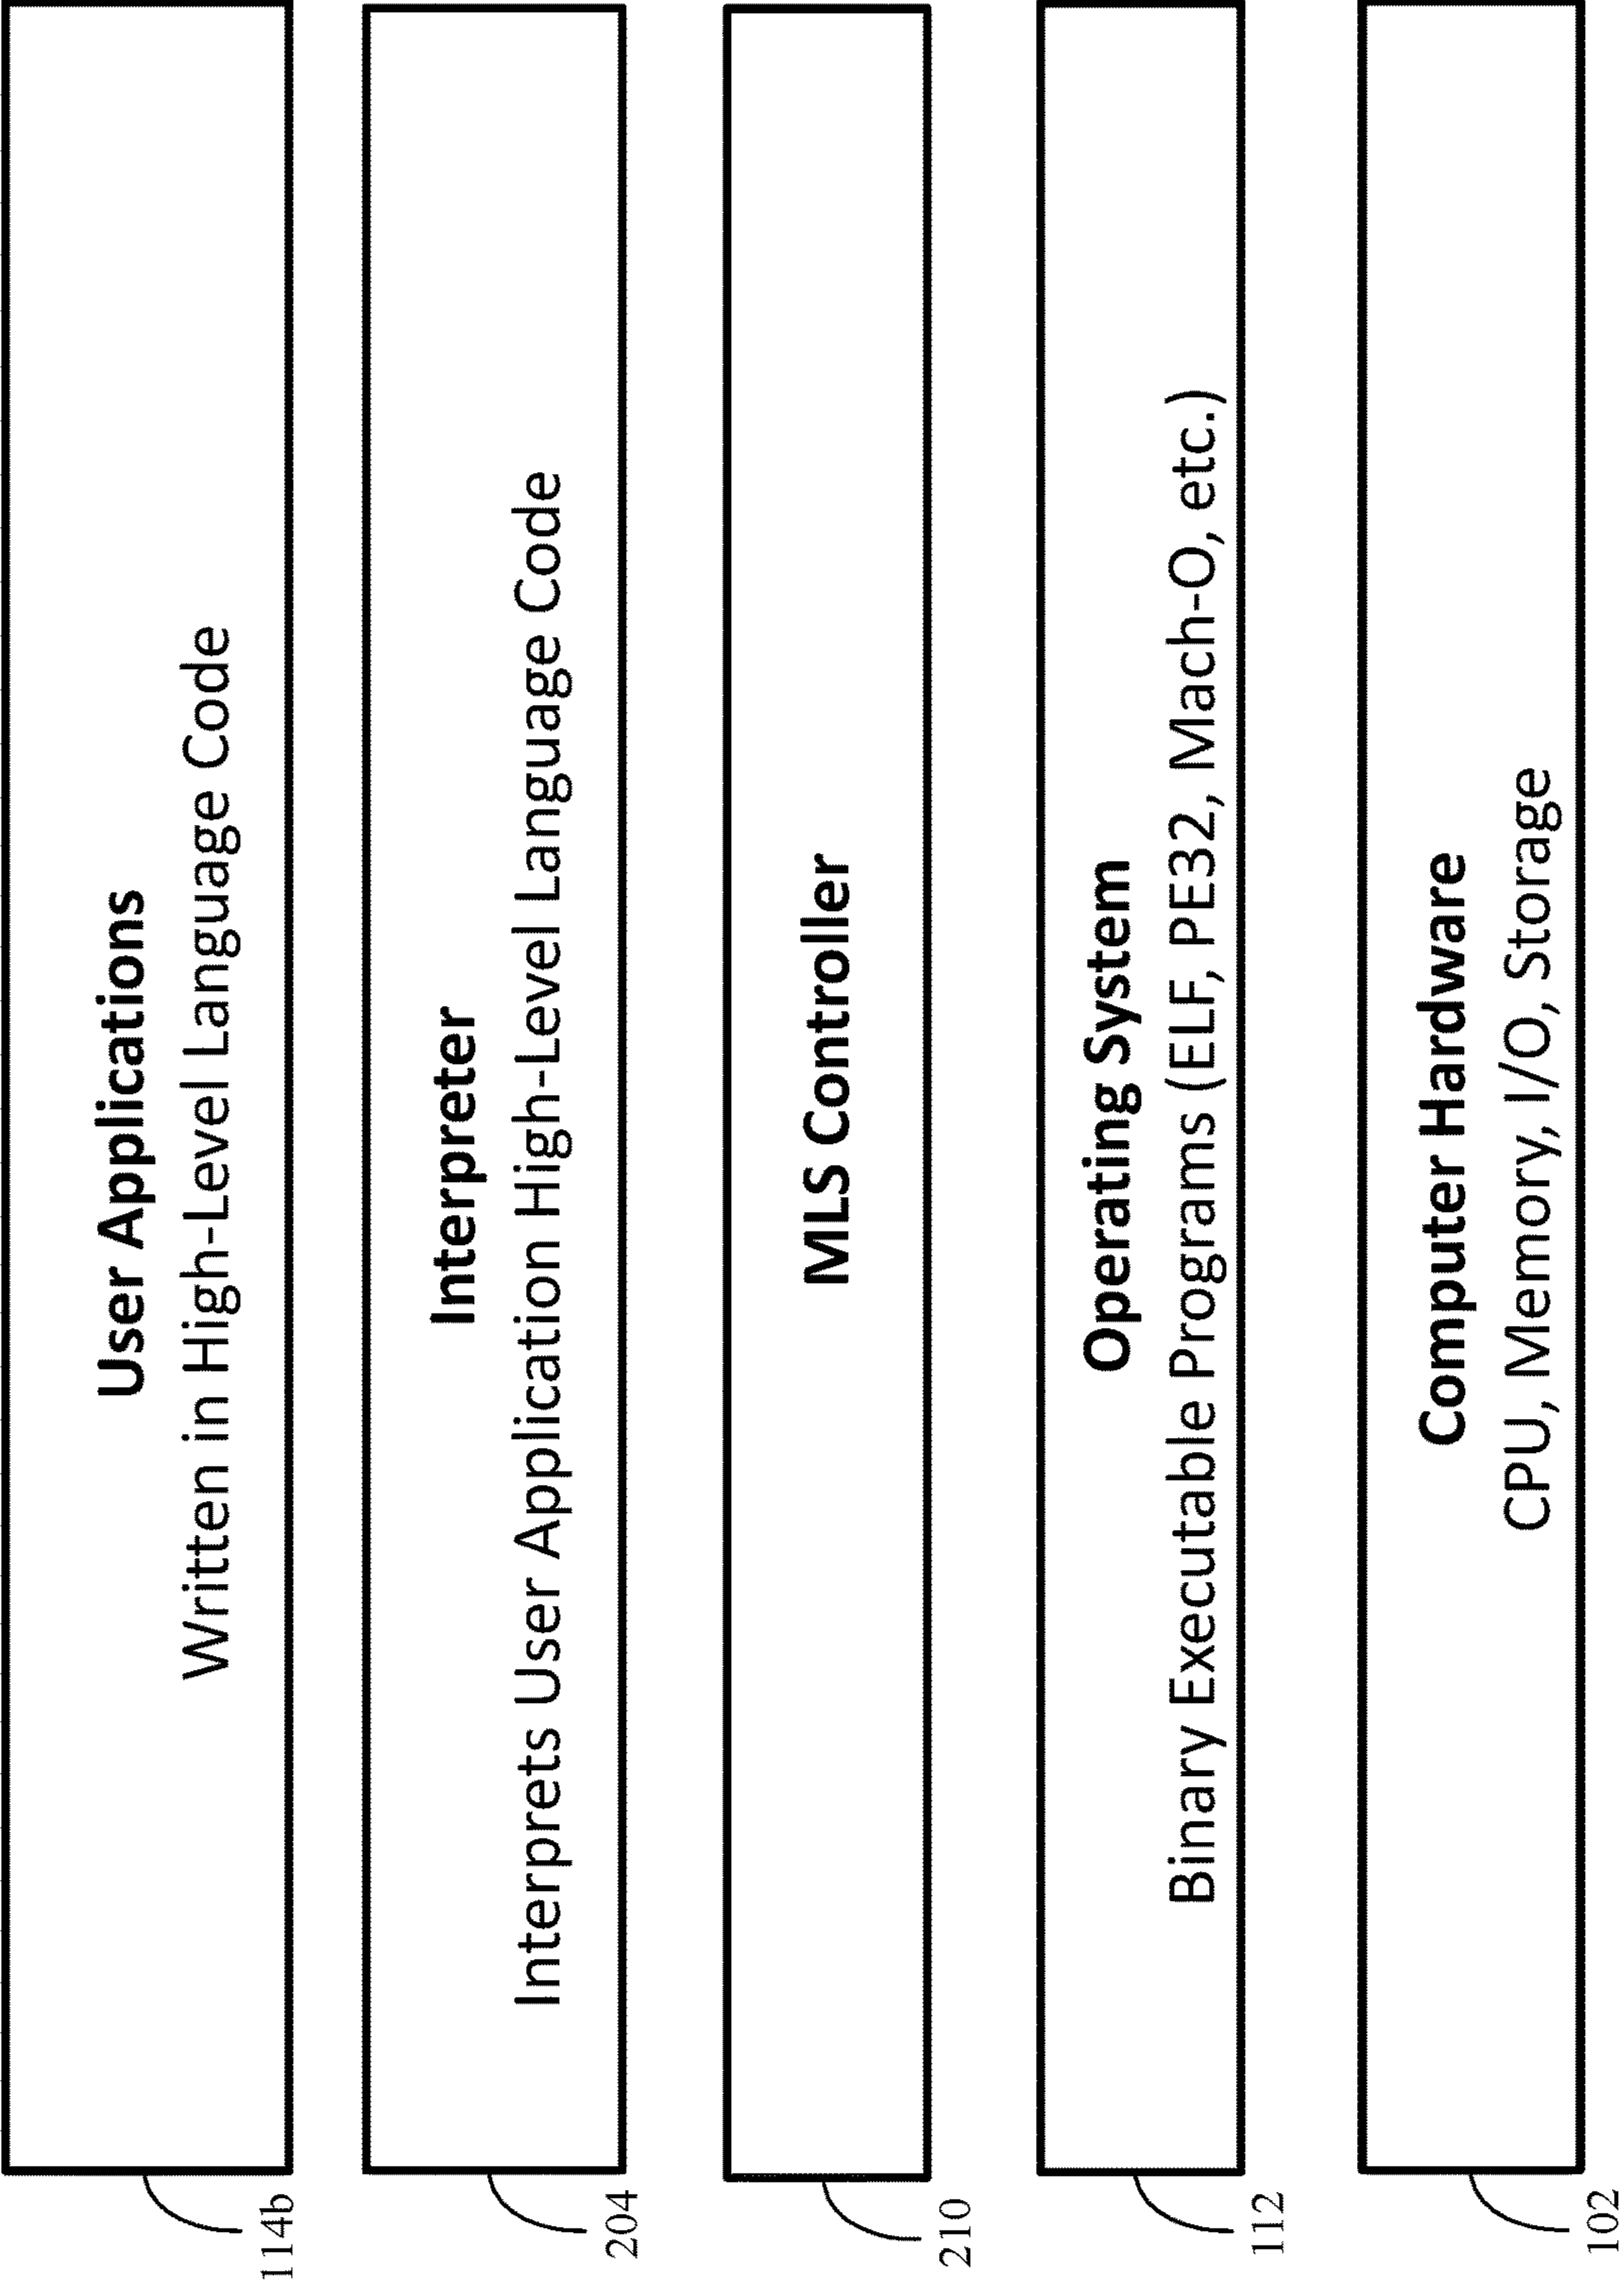 User Applications
Written in High-Level Language Code
114b
Interpreter
Interprets User Application High-Level Language Code
204
MLS Controller
210
Operating System
Binary Executable Programs (ELF, PE32, Mach-O, etc.)
112
Computer Hardware
CPU, Memory, I/O, Storage
102